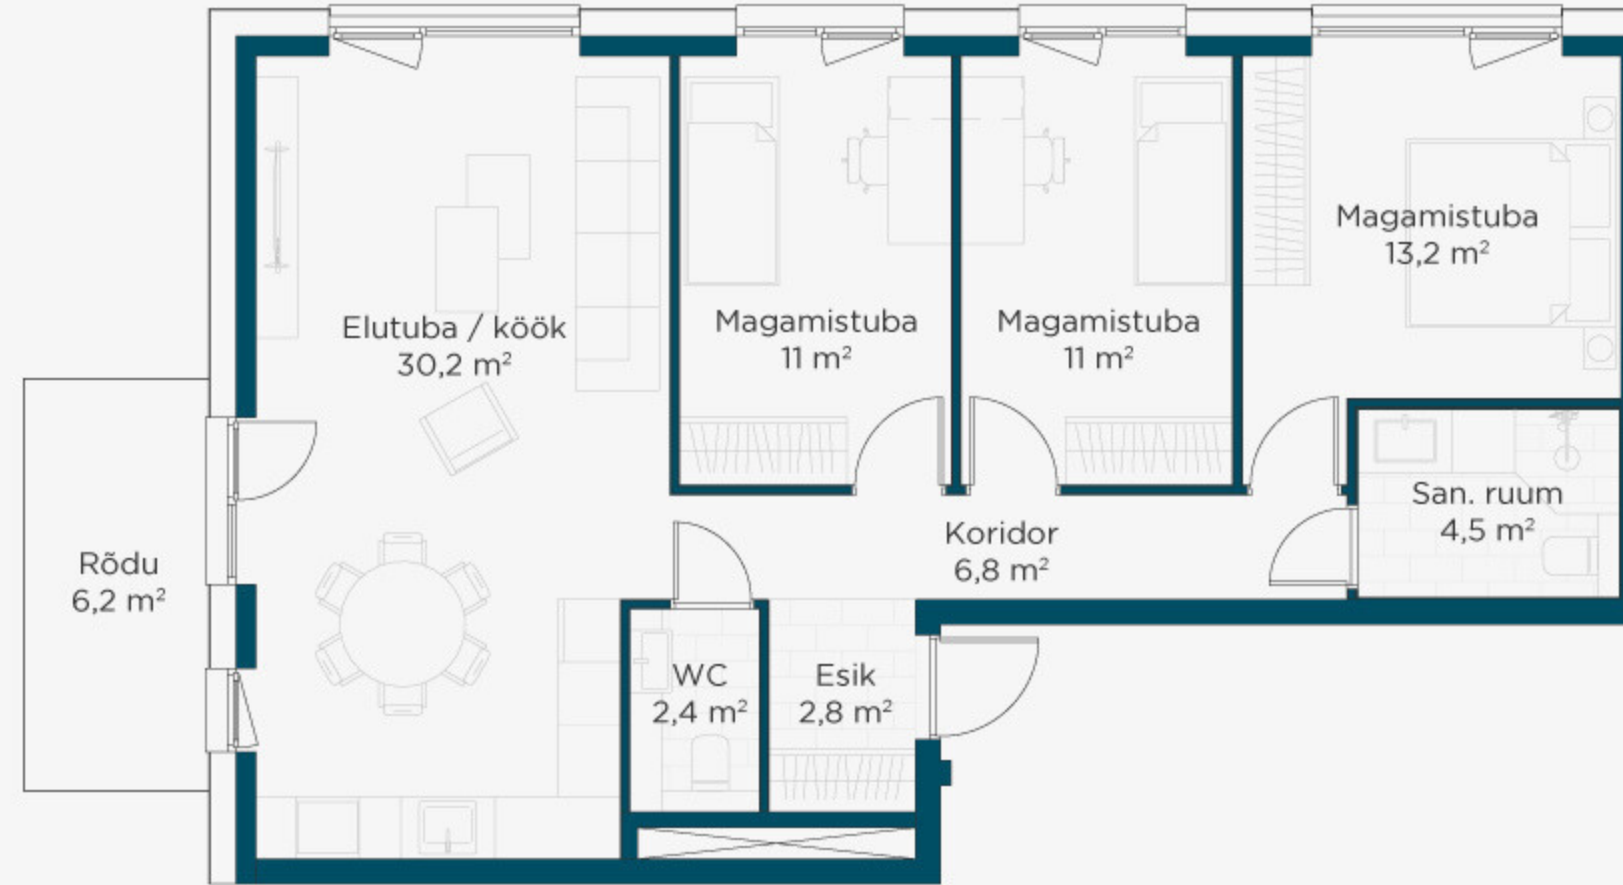 Elutuba / köök
30,2 m²
Magamistuba
11 m²
Magamistuba
11 m²
Magamistuba
13,2 m²
San. ruum
4,5 m²
Koridor
6,8 m²
Rõdu
6,2 m²
WC
2,4 m²
Esik
2,8 m²